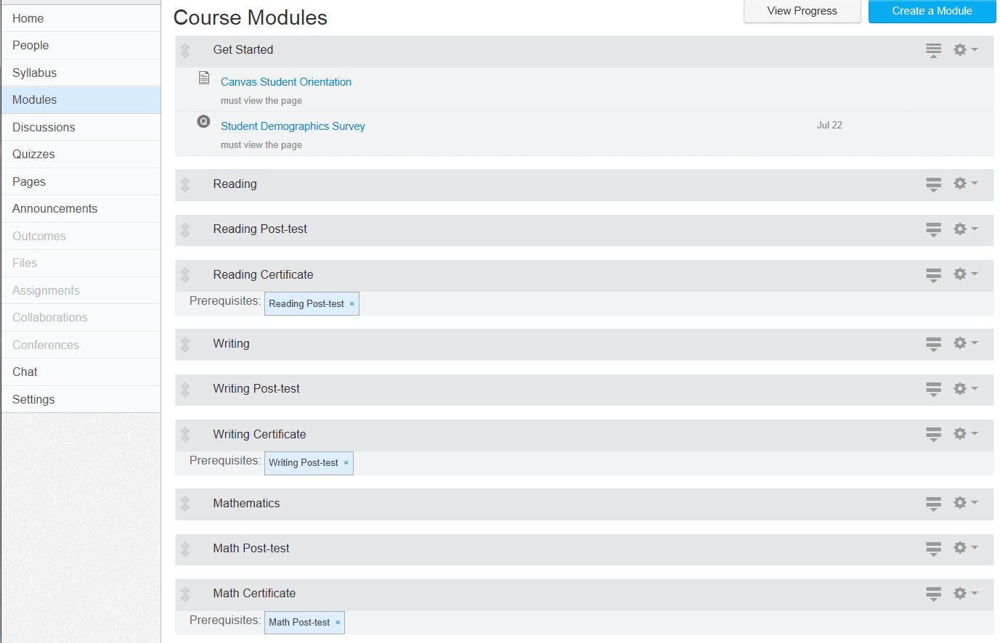 Home
People
Syllabus
Modules
Discussions
Quizzes
Pages
Announcements
Outcomes
Files
Assignments
Collaborations
Conferences
Chat
Settings
Course Modules
View Progress
Create a Module
Get Started
Canvas Student Orientation
must view the page
Q
Student Demographics Survey
Jul 22
must view the page
Reading
Reading Post-test
Reading Certificate
Prerequisites: Reading Post-test ×
Writing
Writing Post-test
Writing Certificate
Prerequisites: Writing Post-test ×
Mathematics
Math Post-test
Math Certificate
Prerequisites: Math Post-test ×